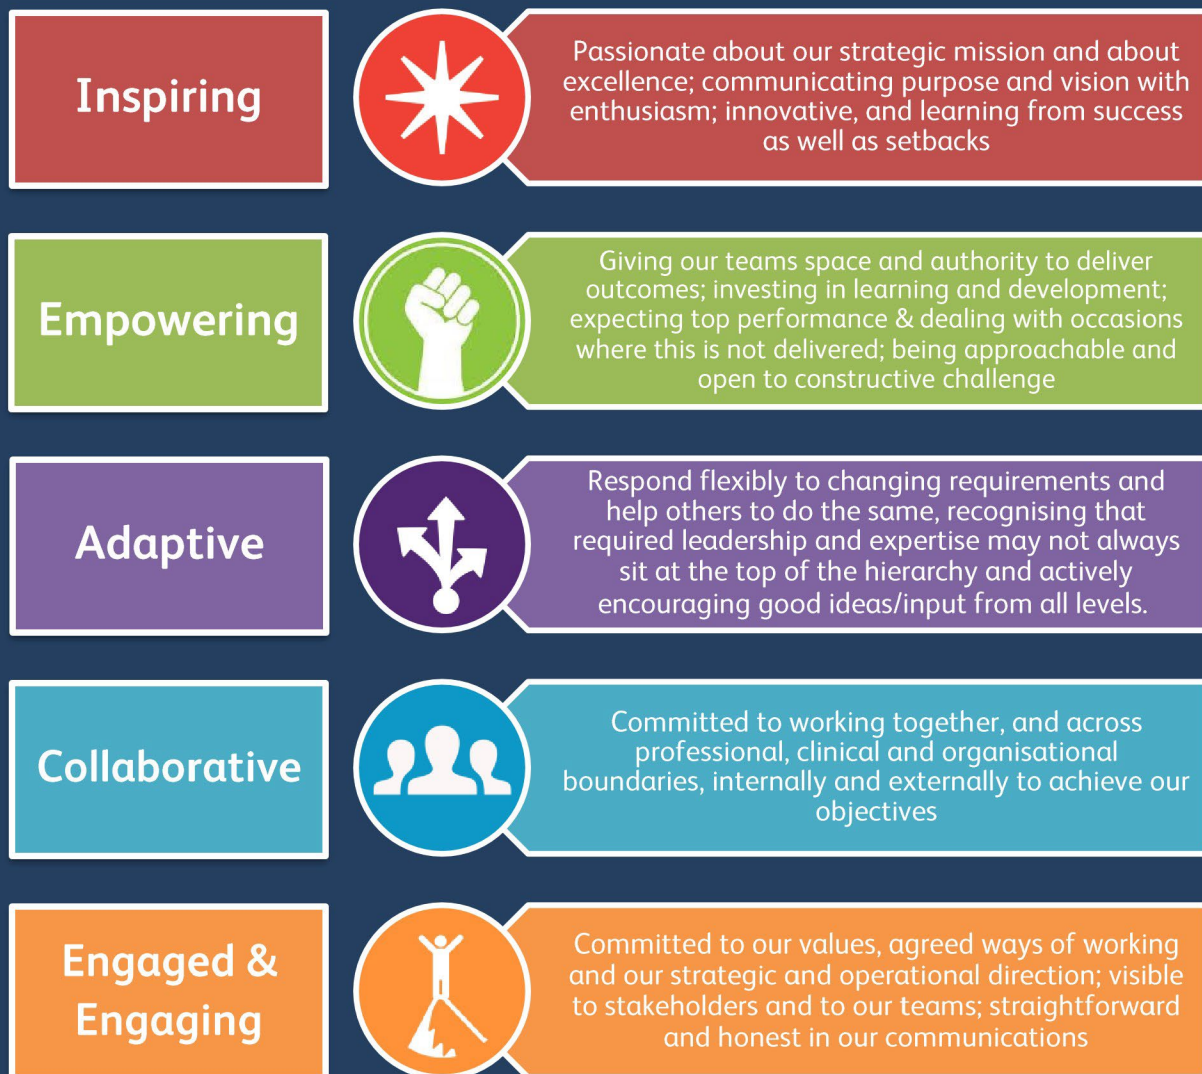 Inspiring
Passionate about our strategic mission and about
excellence; communicating purpose and vision with
enthusiasm; innovative, and learning from success
as well as setbacks
Empowering
Giving our teams space and authority to deliver
outcomes; investing in learning and development;
expecting top performance & dealing with occasions
where this is not delivered; being approachable and
open to constructive challenge
Adaptive
Respond flexibly to changing requirements and
help others to do the same, recognising that
required leadership and expertise may not always
sit at the top of the hierarchy and actively
encouraging good ideas/input from all levels.
Collaborative
Committed to working together, and across
professional, clinical and organisational
boundaries, internally and externally to achieve our
objectives
Engaged &
Engaging
Committed to our values, agreed ways of working
and our strategic and operational direction; visible
to stakeholders and to our teams; straightforward
and honest in our communications